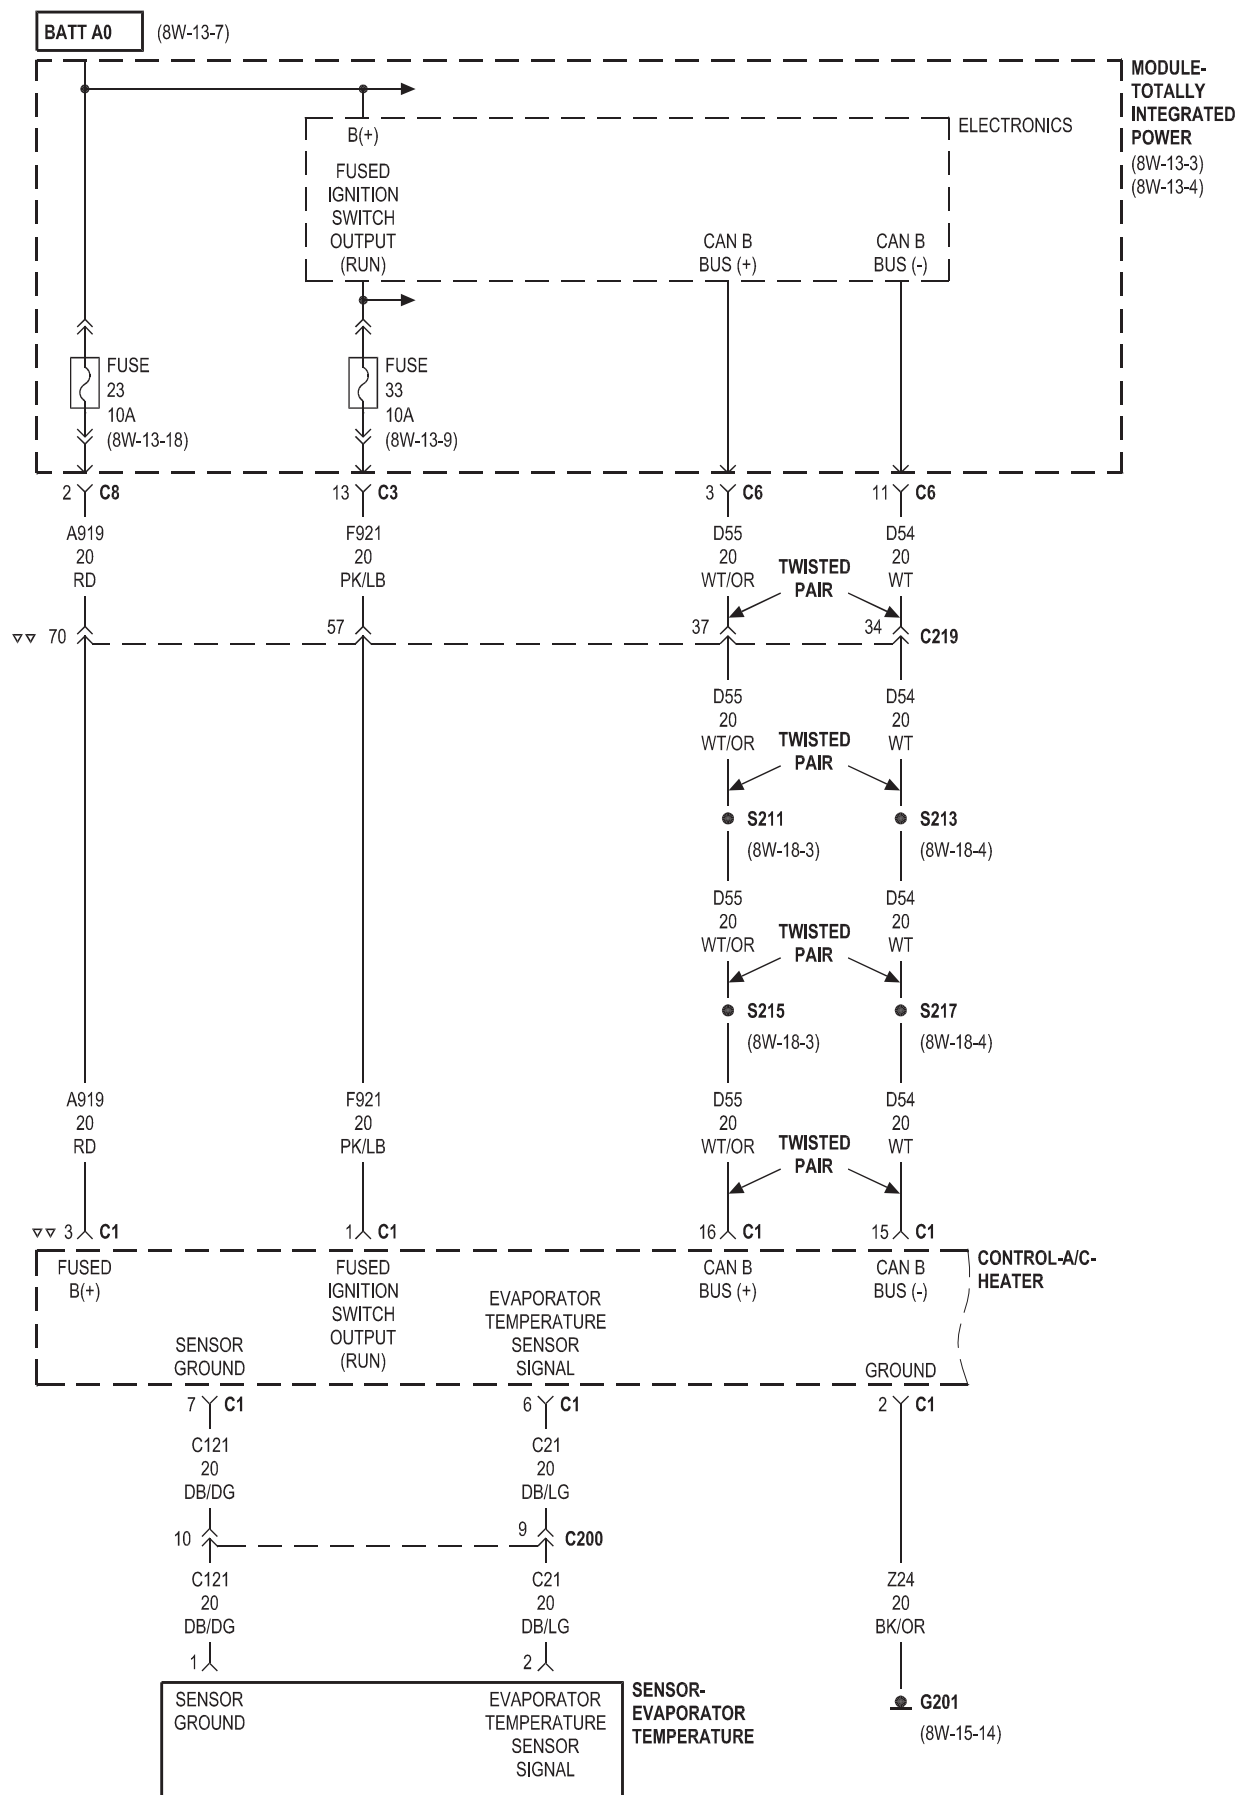 BATT A0 (8W-13-7)
MODULE-
TOTALLY
INTEGRATED
POWER
(8W-13-3)
(8W-13-4)
ELECTRONICS
B(+)
FUSED
IGNITION
SWITCH
OUTPUT
(RUN)
CAN B
BUS (+)
CAN B
BUS (-)
FUSE
23
10A
(8W-13-18)
FUSE
33
10A
(8W-13-9)
2 C8
13 C3
3 C6
11 C6
A919
20
RD
F921
20
PK/LB
D55
20
WT/OR
TWISTED
PAIR
D54
20
WT
70
57
37
34
C219
D55
20
WT/OR
TWISTED
PAIR
D54
20
WT
S211
(8W-18-3)
S213
(8W-18-4)
D55
20
WT/OR
TWISTED
PAIR
D54
20
WT
S215
(8W-18-3)
S217
(8W-18-4)
A919
20
RD
F921
20
PK/LB
D55
20
WT/OR
TWISTED
PAIR
D54
20
WT
3 C1
1 C1
16 C1
15 C1
CONTROL-A/C-
HEATER
FUSED
B(+)
FUSED
IGNITION
SWITCH
OUTPUT
(RUN)
CAN B
BUS (+)
CAN B
BUS (-)
SENSOR
GROUND
EVAPORATOR
TEMPERATURE
SENSOR
SIGNAL
GROUND
7 C1
6 C1
2 C1
C121
20
DB/DG
C21
20
DB/LG
10
9
C200
C121
20
DB/DG
C21
20
DB/LG
Z24
20
BK/OR
1
2
SENSOR
GROUND
EVAPORATOR
TEMPERATURE
SENSOR
SIGNAL
SENSOR-
EVAPORATOR
TEMPERATURE
G201
(8W-15-14)